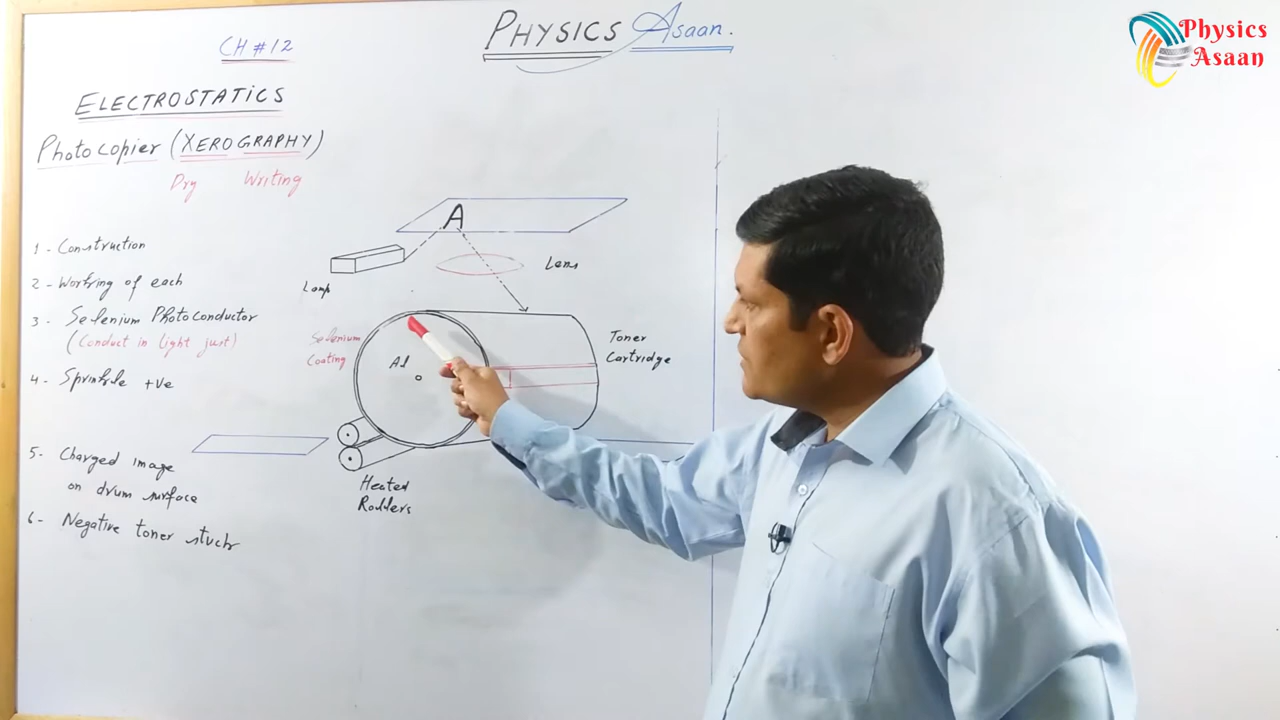 CH # 12
PHYSICS Asaan.
Physics
Asaan
ELECTROSTATICS
Photocopier (XEROGRAPHY)
Dry Writing
1 - Construction
2 - Working of each
3 - Selenium Photoconductor
(Conduct in light just)
4 - Sprinkle +ve
5 - Charged image
on drum surface
6 - Negative toner stuck
A
Lamp
Lens
Selenium
Coating
Al
Toner
Cartridge
Heated
Rollers